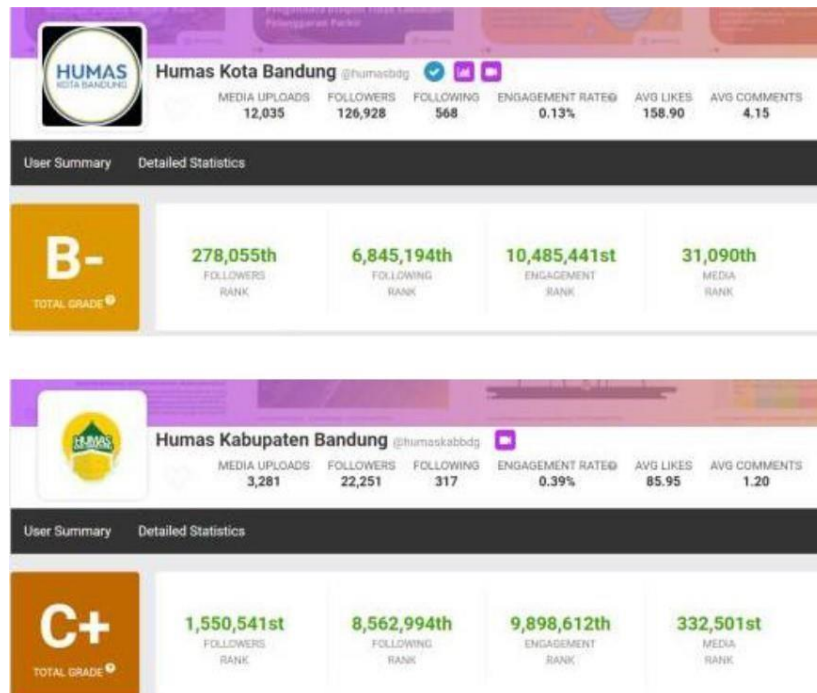 Pelanggaran Parkir
HUMAS
KOTA BANDUNG
Humas Kota Bandung @humasbdg
MEDIA UPLOADS FOLLOWERS FOLLOWING ENGAGEMENT RATE AVG LIKES AVG COMMENTS
12,035 126,928 568 0.13% 158.90 4.15
User Summary Detailed Statistics
B-
TOTAL GRADE
278,055th 6,845,194th 10,485,441st 31,090th
FOLLOWERS FOLLOWING ENGAGEMENT MEDIA
RANK RANK RANK RANK
HUMAS
Humas Kabupaten Bandung @humaskabbdg
MEDIA UPLOADS FOLLOWERS FOLLOWING ENGAGEMENT RATE AVG LIKES AVG COMMENTS
3,281 22,251 317 0.39% 85.95 1.20
User Summary Detailed Statistics
C+
TOTAL GRADE
1,550,541st 8,562,994th 9,898,612th 332,501st
FOLLOWERS FOLLOWING ENGAGEMENT MEDIA
RANK RANK RANK RANK